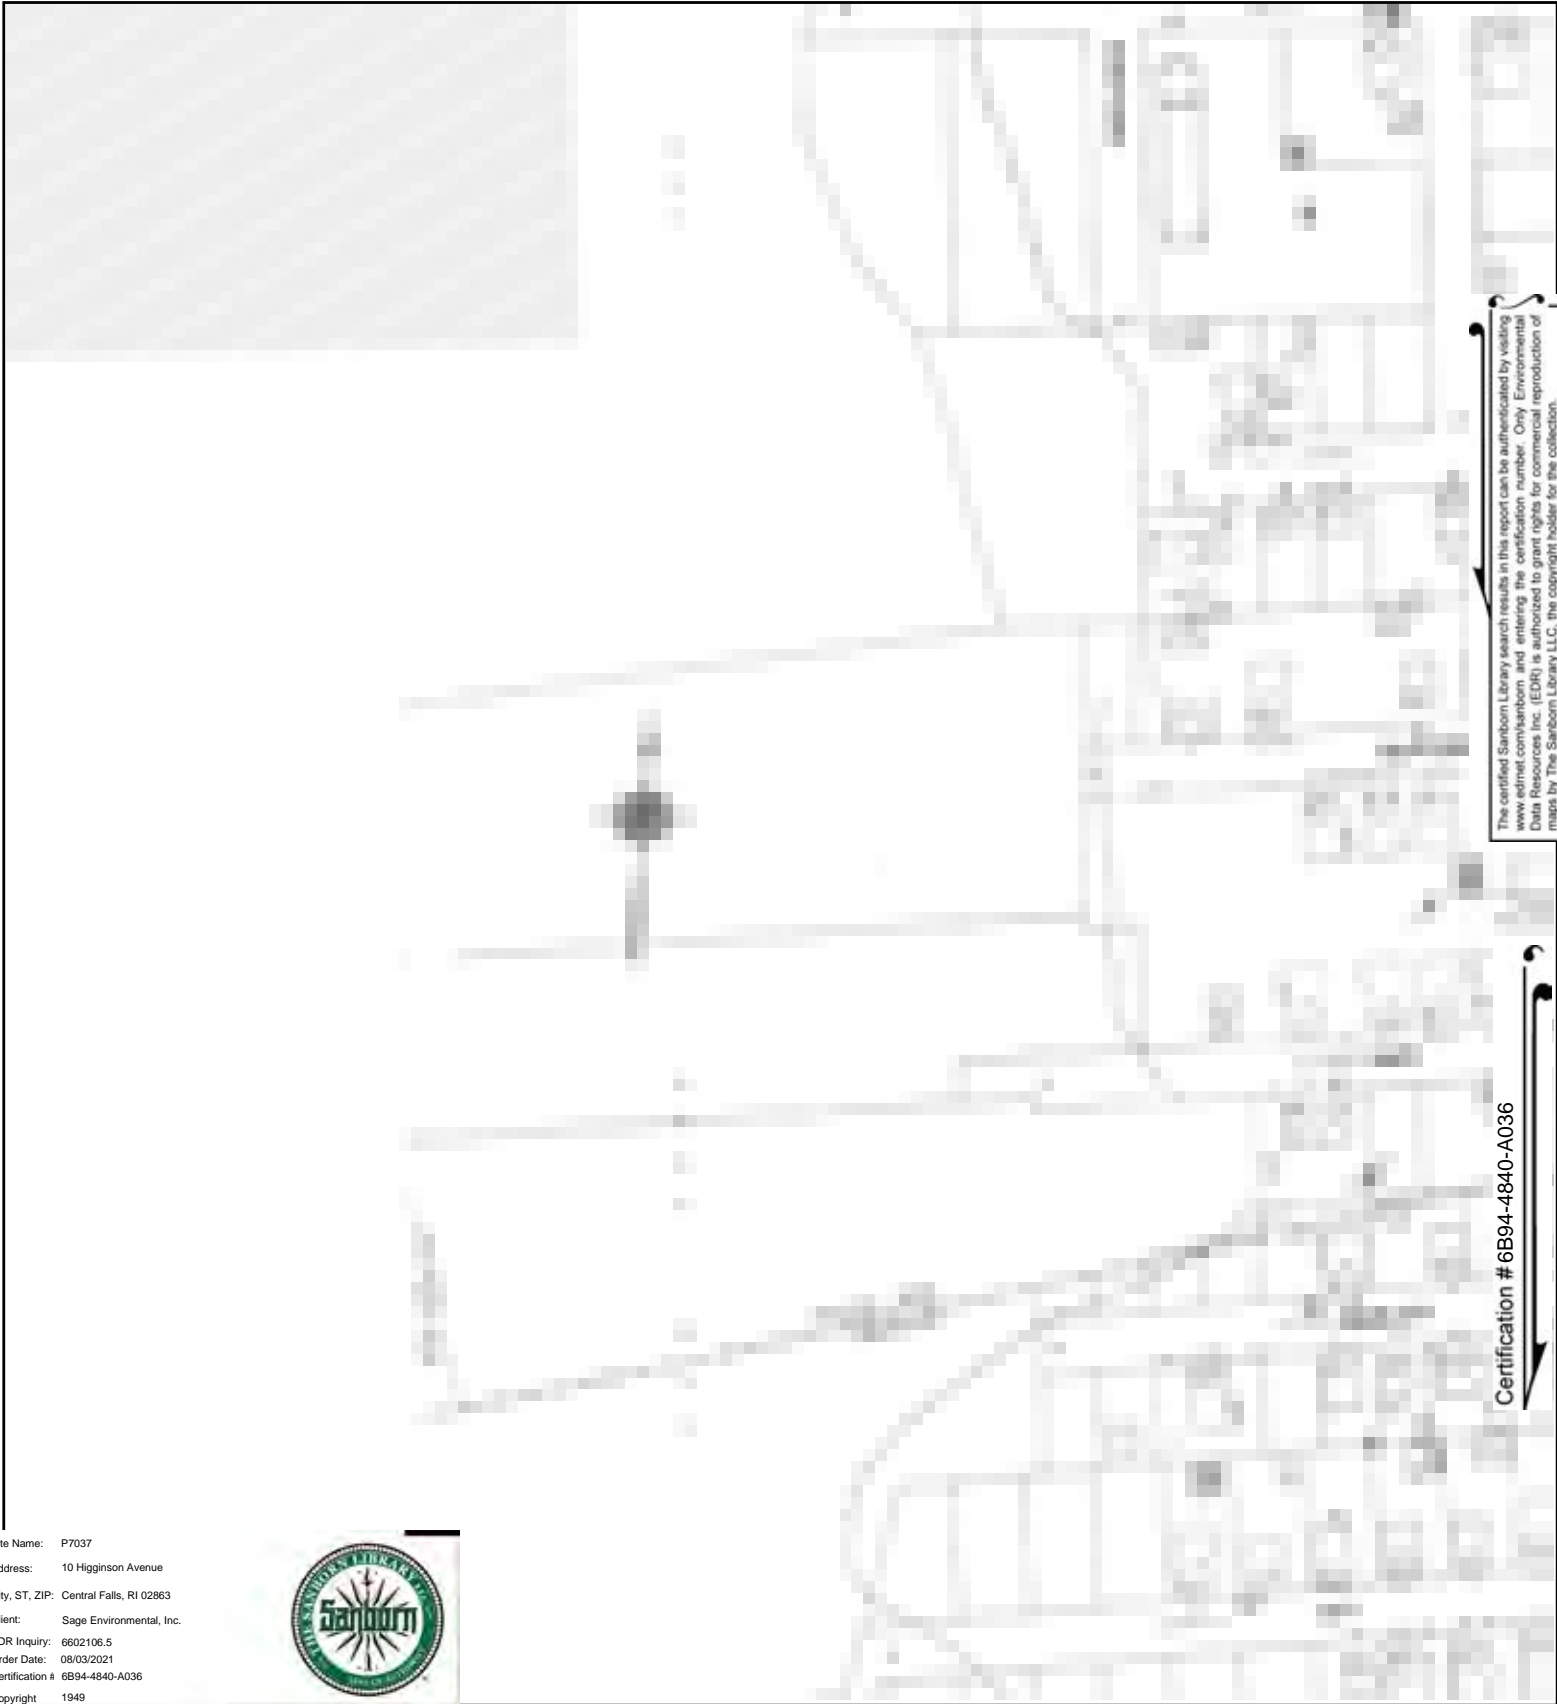 The certified Sanborn Library search results in this report can be authenticated by visiting
www.edrnet.com/sanborn and entering the certification number. Only Environmental
Data Resources Inc. (EDR) is authorized to grant rights for commercial reproduction of
maps by The Sanborn Library LLC, the copyright holder for the collection.
Certification # 6B94-4840-A036
te Name: P7037
ddress: 10 Higginson Avenue
ity, ST, ZIP: Central Falls, RI 02863
ient: Sage Environmental, Inc.
DR Inquiry: 6602106.5
rder Date: 08/03/2021
ertification # 6B94-4840-A036
opyright 1949
THE SANBORN LIBRARY
Sanborn